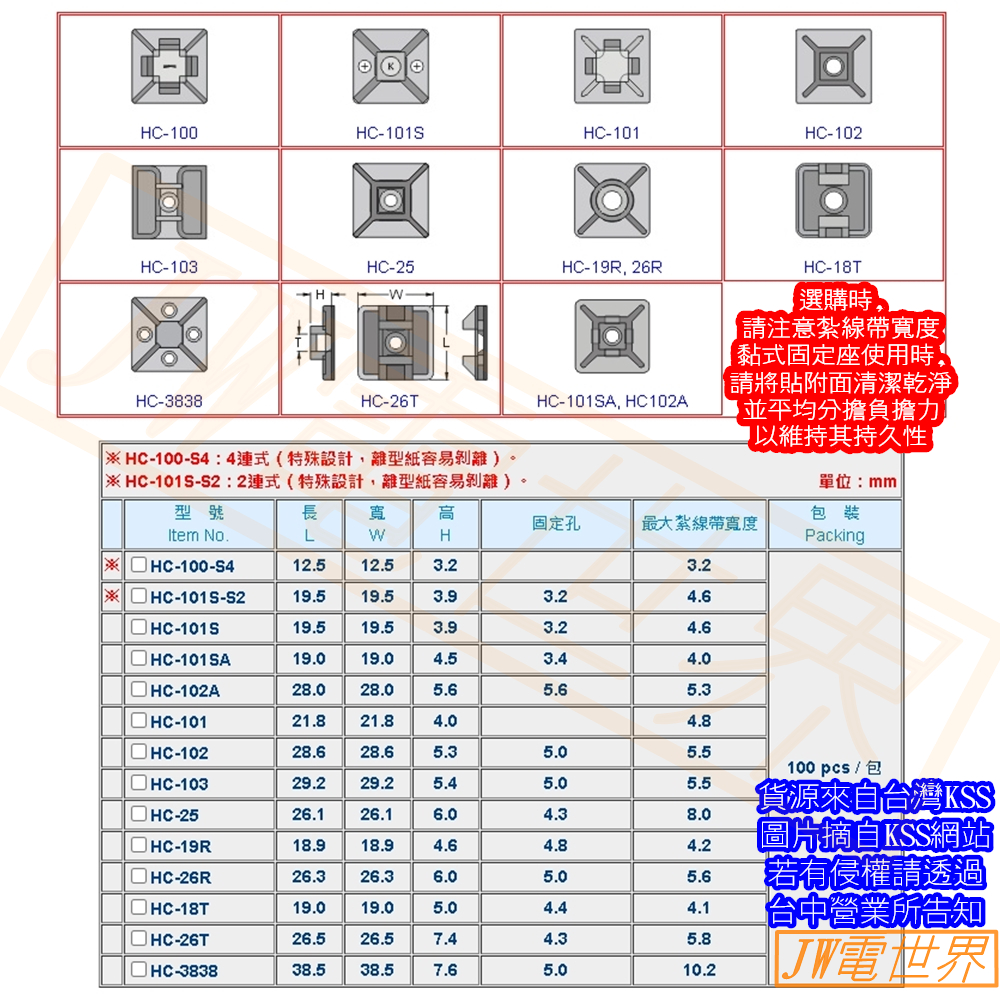 HC-100 HC-101S HC-101 HC-102
K
HC-103 HC-25 HC-19R, 26R HC-18T
H W
T L
HC-3838 HC-26T HC-101SA, HC102A
選購時,
請注意紮線帶寬度
黏式固定座使用時,
請將貼附面清潔乾淨
並平均分擔負擔力
以維持其持久性
※ HC-100-S4：4連式（特殊設計，離型紙容易剝離）。
※ HC-101S-S2：2連式（特殊設計，離型紙容易剝離）。 單位：mm
型 號 長 寬 高 固定孔 最大紮線帶寬度 包 裝
Item No. L W H Packing
※ HC-100-S4 12.5 12.5 3.2 3.2
※ HC-101S-S2 19.5 19.5 3.9 3.2 4.6
HC-101S 19.5 19.5 3.9 3.2 4.6
HC-101SA 19.0 19.0 4.5 3.4 4.0
HC-102A 28.0 28.0 5.6 5.6 5.3
HC-101 21.8 21.8 4.0 4.8
HC-102 28.6 28.6 5.3 5.0 5.5
HC-103 29.2 29.2 5.4 5.0 5.5
HC-25 26.1 26.1 6.0 4.3 8.0
HC-19R 18.9 18.9 4.6 4.8 4.2
HC-26R 26.3 26.3 6.0 5.0 5.6
HC-18T 19.0 19.0 5.0 4.4 4.1
HC-26T 26.5 26.5 7.4 4.3 5.8
HC-3838 38.5 38.5 7.6 5.0 10.2
100 pcs / 包
貨源來自台灣KSS
圖片摘自KSS網站
若有侵權請透過
台中營業所告知
JW電世界
JW電世界